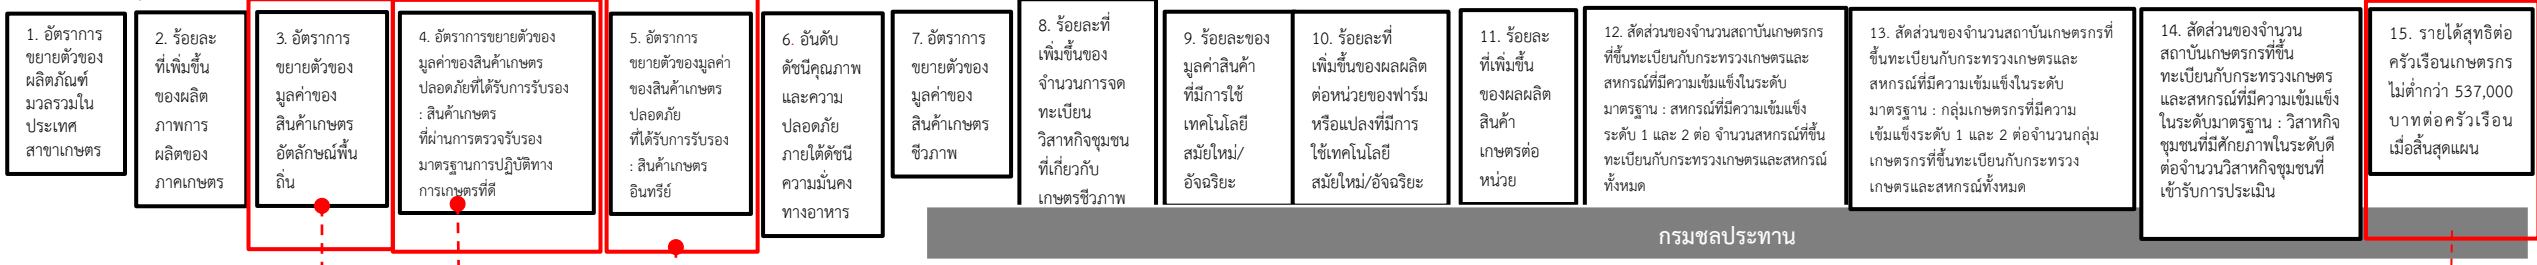 1. อัตราการ
ขยายตัวของ
ผลิตภัณฑ์
มวลรวมใน
ประเทศ
สาขาเกษตร
2. ร้อยละ
ที่เพิ่มขึ้น
ของผลิต
ภาพการ
ผลิตของ
ภาคเกษตร
3. อัตราการ
ขยายตัวของ
มูลค่าของ
สินค้าเกษตร
อัตลักษณ์พื้น
ถิ่น
4. อัตราการขยายตัวของ
มูลค่าของสินค้าเกษตร
ปลอดภัยที่ได้รับการรับรอง
: สินค้าเกษตร
ที่ผ่านการตรวจรับรอง
มาตรฐานการปฏิบัติทาง
การเกษตรที่ดี
5. อัตราการ
ขยายตัวของมูลค่า
ของสินค้าเกษตร
ปลอดภัย
ที่ได้รับการรับรอง
: สินค้าเกษตร
อินทรีย์
6. อันดับ
ดัชนีคุณภาพ
และความ
ปลอดภัย
ภายใต้ดัชนี
ความมั่นคง
ทางอาหาร
7. อัตราการ
ขยายตัวของ
มูลค่าของ
สินค้าเกษตร
ชีวภาพ
8. ร้อยละที่
เพิ่มขึ้นของ
จำนวนการจด
ทะเบียน
วิสาหกิจชุมชน
ที่เกี่ยวกับ
เกษตรชีวภาพ
9. ร้อยละของ
มูลค่าสินค้า
ที่มีการใช้
เทคโนโลยี
สมัยใหม่/
อัจฉริยะ
10. ร้อยละที่
เพิ่มขึ้นของผลผลิต
ต่อหน่วยของฟาร์ม
หรือแปลงที่มีการ
ใช้เทคโนโลยี
สมัยใหม่/อัจฉริยะ
11. ร้อยละ
ที่เพิ่มขึ้น
ของผลผลิต
สินค้า
เกษตรต่อ
หน่วย
12. สัดส่วนของจำนวนสถาบันเกษตรกร
ที่ขึ้นทะเบียนกับกระทรวงเกษตรและ
สหกรณ์ที่มีความเข้มแข็งในระดับ
มาตรฐาน : สหกรณ์ที่มีความเข้มแข็ง
ระดับ 1 และ 2 ต่อ จำนวนสหกรณ์ที่ขึ้น
ทะเบียนกับกระทรวงเกษตรและสหกรณ์
ทั้งหมด
13. สัดส่วนของจำนวนสถาบันเกษตรกรที่
ขึ้นทะเบียนกับกระทรวงเกษตรและ
สหกรณ์ที่มีความเข้มแข็งในระดับ
มาตรฐาน : กลุ่มเกษตรกรที่มีความ
เข้มแข็งระดับ 1 และ 2 ต่อจำนวนกลุ่ม
เกษตรกรที่ขึ้นทะเบียนกับกระทรวง
เกษตรและสหกรณ์ทั้งหมด
14. สัดส่วนของจำนวน
สถาบันเกษตรกรที่ขึ้น
ทะเบียนกับกระทรวงเกษตร
และสหกรณ์ที่มีความเข้มแข็ง
ในระดับมาตรฐาน : วิสาหกิจ
ชุมชนที่มีศักยภาพในระดับดี
ต่อจำนวนวิสาหกิจชุมชนที่
เข้ารับการประเมิน
15. รายได้สุทธิต่อ
ครัวเรือนเกษตรกร
ไม่ต่ำกว่า 537,000
บาทต่อครัวเรือน
เมื่อสิ้นสุดแผน
กรมชลประทาน